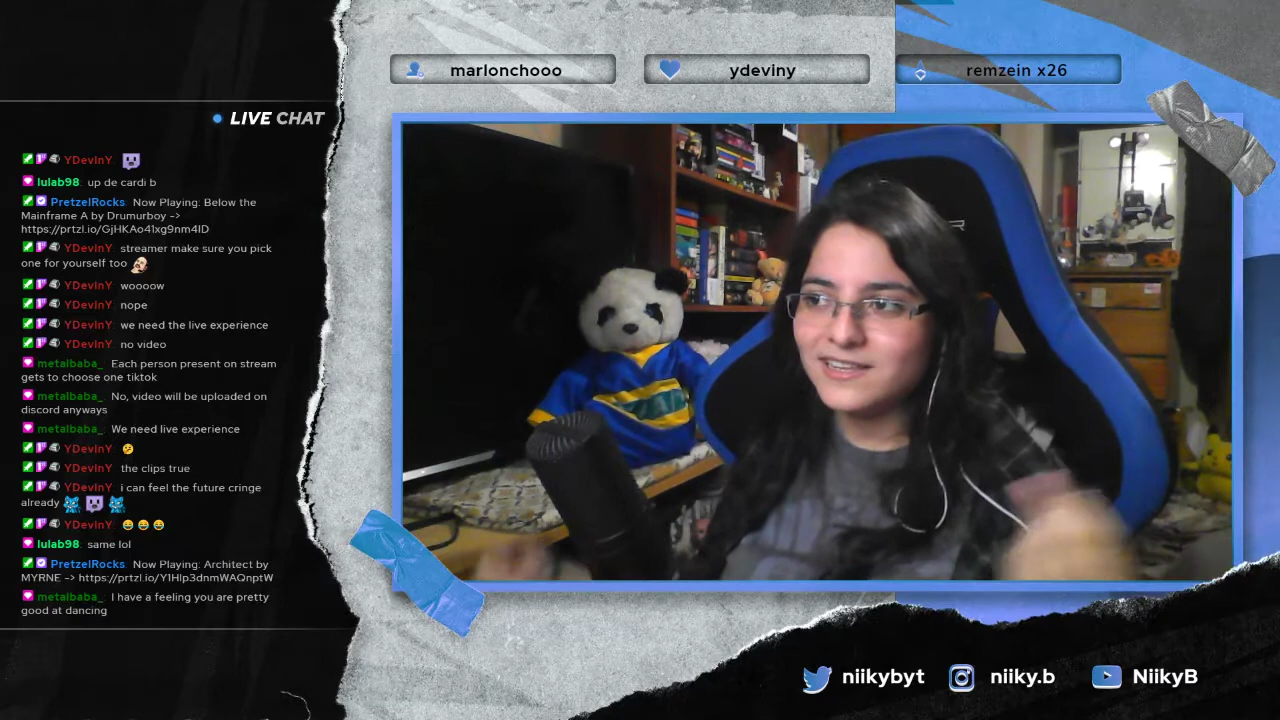 marlonchooo
ydeviny
remzein x26
LIVE CHAT
YDevinY
lulab98: up de cardi b
PretzelRocks: Now Playing: Below the
Mainframe A by Drumurboy ->
https://prtzl.io/GjHKAo41xg9nm4ID
YDevinY streamer make sure you pick
one for yourself too
YDevinY woooow
YDevinY nope
YDevinY we need the live experience
YDevinY no video
metalbaba_: Each person present on stream
gets to choose one tiktok
metalbaba_: No, video will be uploaded on
discord anyways
metalbaba_: We need live experience
YDevinY
YDevinY the clips true
YDevinY i can feel the future cringe
already
YDevinY
lulab98: same lol
PretzelRocks: Now Playing: Architect by
MYRNE -> https://prtzl.io/Y1Hlp3dnmWAQnptW
metalbaba_: I have a feeling you are pretty
good at dancing
niikybyt
niiky.b
NiikyB